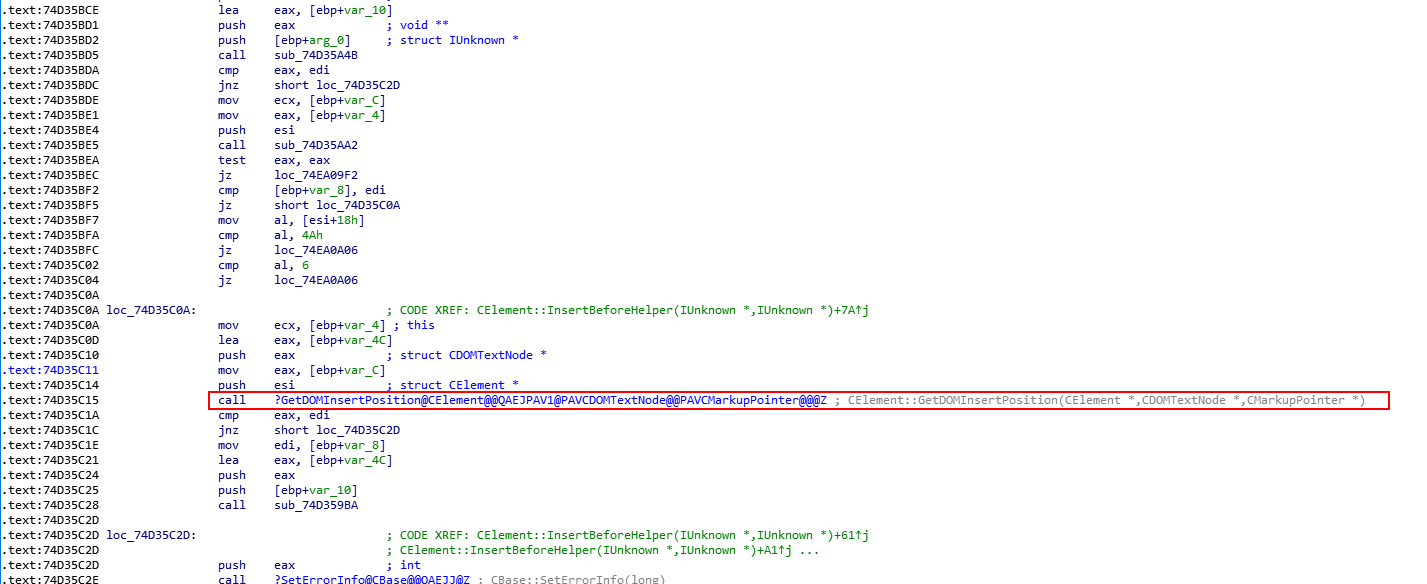 .text:74D35BCE lea eax, [ebp+var_10]
.text:74D35BD1 push eax ; void **
.text:74D35BD2 push [ebp+arg_0] ; struct IUnknown *
.text:74D35BD5 call sub_74D35A4B
.text:74D35BDA cmp eax, edi
.text:74D35BDC jnz short loc_74D35C2D
.text:74D35BDE mov ecx, [ebp+var_C]
.text:74D35BE1 mov eax, [ebp+var_4]
.text:74D35BE4 push esi
.text:74D35BE5 call sub_74D35AA2
.text:74D35BEA test eax, eax
.text:74D35BEC jz loc_74EA09F2
.text:74D35BF2 cmp [ebp+var_8], edi
.text:74D35BF5 jz short loc_74D35C0A
.text:74D35BF7 mov al, [esi+18h]
.text:74D35BFA cmp al, 4Ah
.text:74D35BFC jz loc_74EA0A06
.text:74D35C02 cmp al, 6
.text:74D35C04 jz loc_74EA0A06
.text:74D35C0A
.text:74D35C0A loc_74D35C0A: ; CODE XREF: CElement::InsertBeforeHelper(IUnknown *,IUnknown *)+7A↑j
.text:74D35C0A mov ecx, [ebp+var_4] ; this
.text:74D35C0D lea eax, [ebp+var_4C]
.text:74D35C10 push eax ; struct CDOMTextNode *
.text:74D35C11 mov eax, [ebp+var_C]
.text:74D35C14 push esi ; struct CElement *
.text:74D35C15 call ?GetDOMInsertPosition@CElement@@QAEJPAV1@PAVCDOMTextNode@@PAVCMarkupPointer@@@Z ; CElement::GetDOMInsertPosition(CElement *,CDOMTextNode *,CMarkupPointer *)
.text:74D35C1A cmp eax, edi
.text:74D35C1C jnz short loc_74D35C2D
.text:74D35C1E mov edi, [ebp+var_8]
.text:74D35C21 lea eax, [ebp+var_4C]
.text:74D35C24 push eax
.text:74D35C25 push [ebp+var_10]
.text:74D35C28 call sub_74D359BA
.text:74D35C2D
.text:74D35C2D loc_74D35C2D: ; CODE XREF: CElement::InsertBeforeHelper(IUnknown *,IUnknown *)+61↑j
.text:74D35C2D ; CElement::InsertBeforeHelper(IUnknown *,IUnknown *)+A1↑j ...
.text:74D35C2D push eax ; int
.text:74D35C2E call ?SetErrorInfo@CBase@@QAEJJ@Z ; CBase::SetErrorInfo(long)